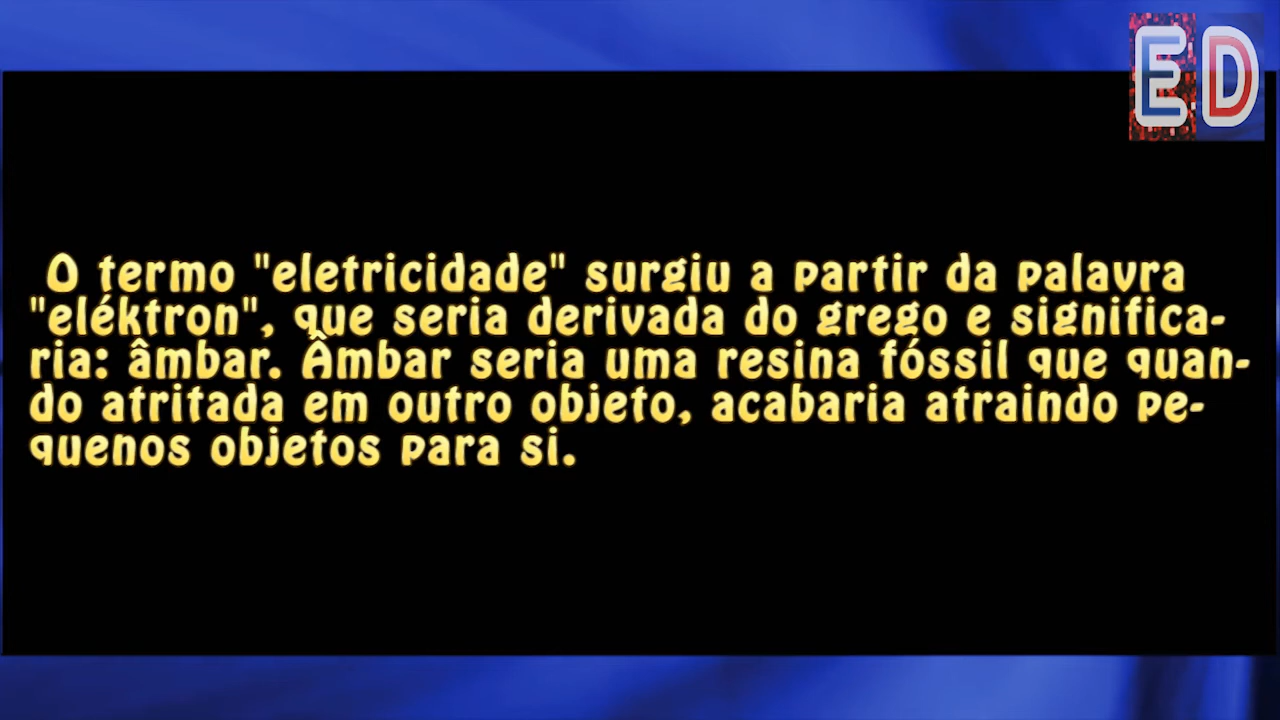 ED
O termo "eletricidade" surgiu a partir da palavra
"eléktron", que seria derivada do grego e significa-
ria: âmbar. Âmbar seria uma resina fóssil que quan-
do atritada em outro objeto, acabaria atraindo pe-
quenos objetos para si.